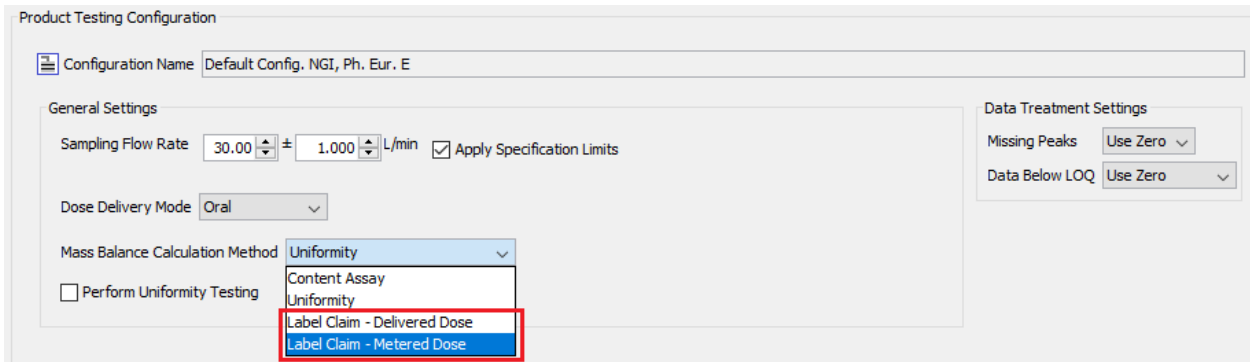 Product Testing Configuration
Configuration Name Default Config. NGI, Ph. Eur. E
General Settings
Sampling Flow Rate 30.00 ± 1.000 L/min Apply Specification Limits
Dose Delivery Mode Oral
Mass Balance Calculation Method Uniformity
Content Assay
Uniformity
Label Claim - Delivered Dose
Label Claim - Metered Dose
Perform Uniformity Testing
Data Treatment Settings
Missing Peaks Use Zero
Data Below LOQ Use Zero